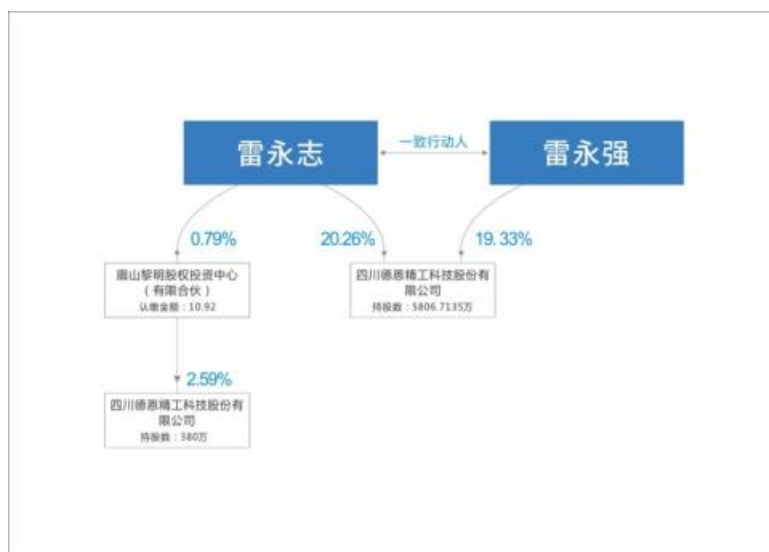 雷永志
一致行动人
雷永强
0.79%
20.26%
19.33%
眉山黎明股权投资中心
（有限合伙）
认缴金额：10.92
四川德恩精工科技股份有
限公司
持股数：5806.7135万
2.59%
四川德恩精工科技股份有
限公司
持股数：380万